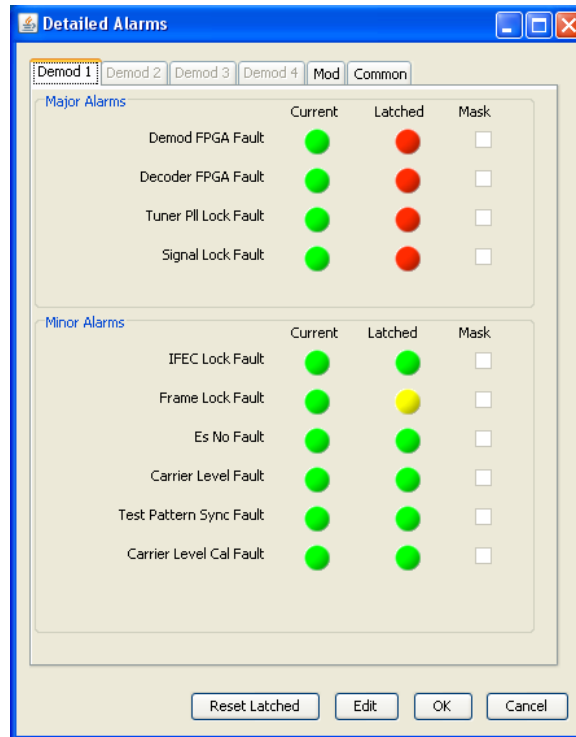 Detailed Alarms
Demod 1 Demod 2 Demod 3 Demod 4 Mod Common
Major Alarms
Current Latched Mask
Demod FPGA Fault
Decoder FPGA Fault
Tuner Pll Lock Fault
Signal Lock Fault
Minor Alarms
Current Latched Mask
IFEC Lock Fault
Frame Lock Fault
Es No Fault
Carrier Level Fault
Test Pattern Sync Fault
Carrier Level Cal Fault
Reset Latched Edit OK Cancel